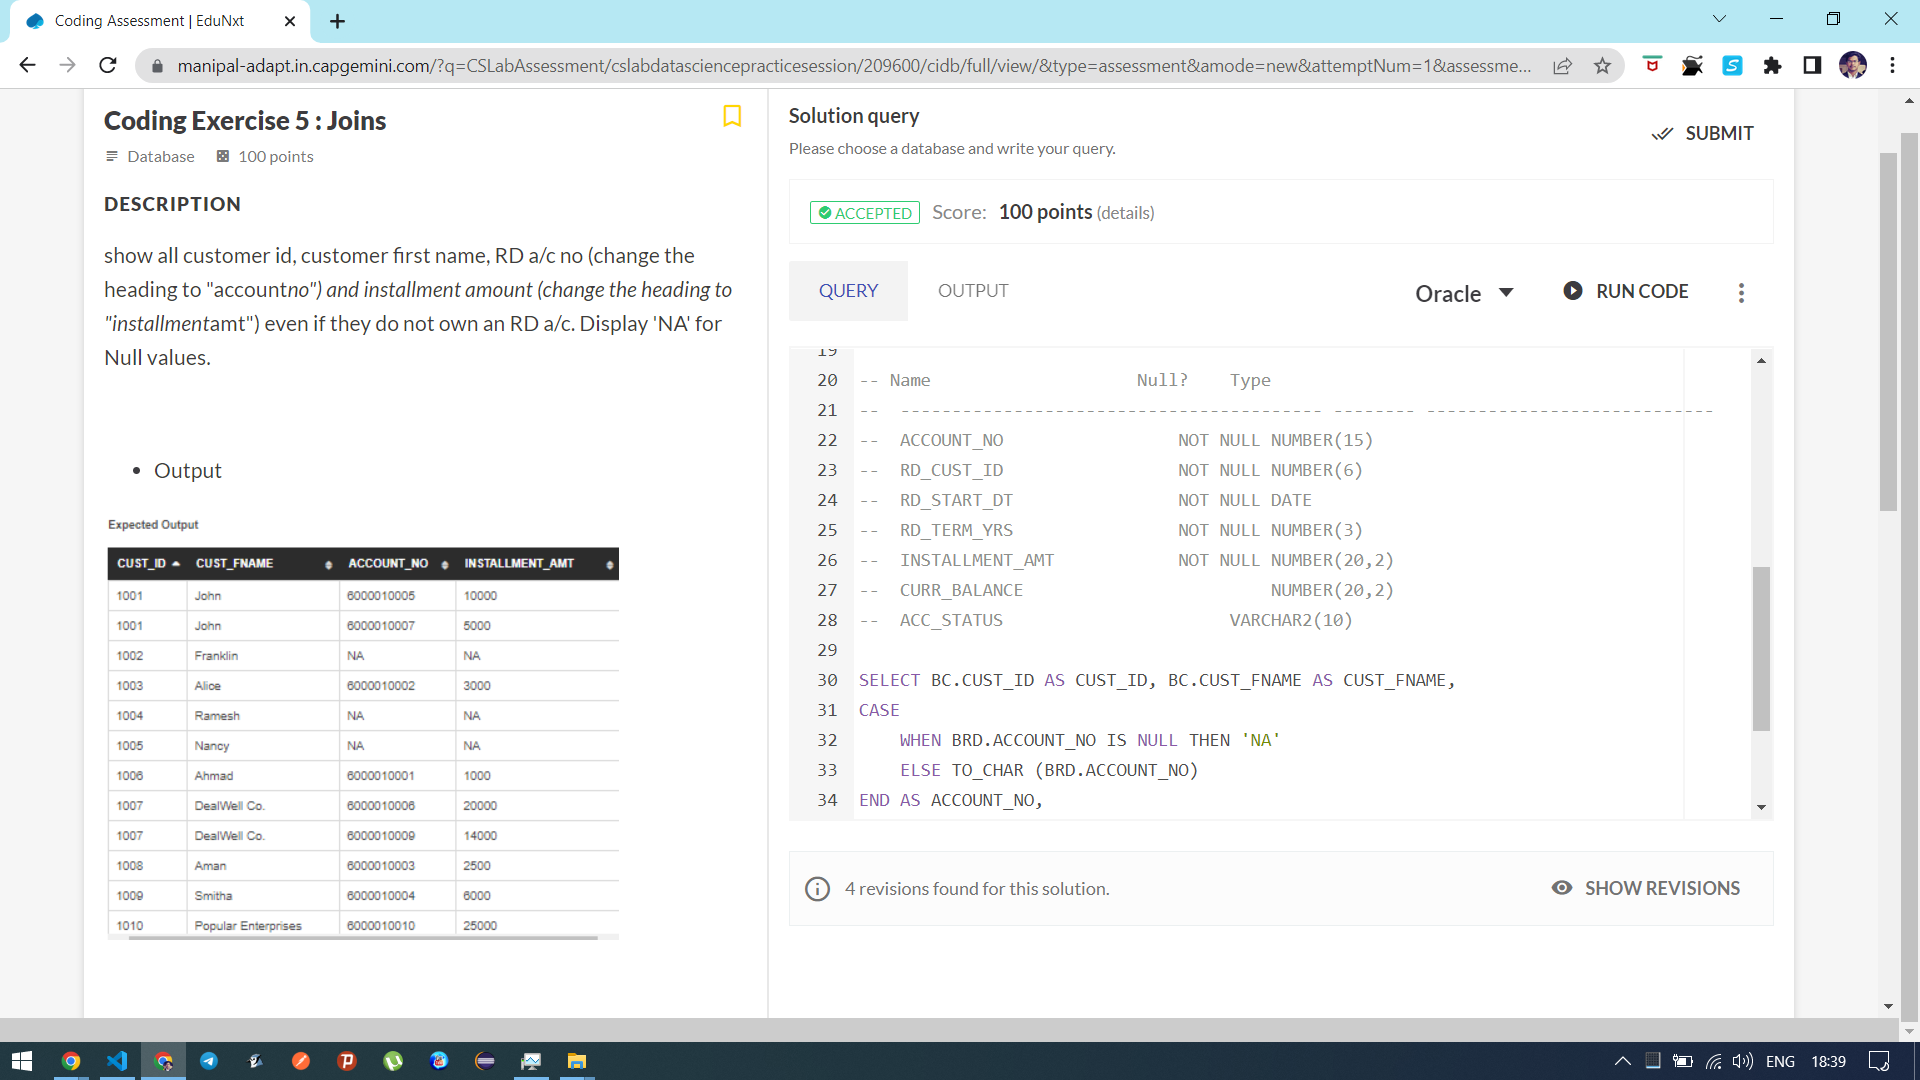 Coding Assessment | EduNxt
manipal-adapt.in.capgemini.com/?q=CSLabAssessment/cslabdatasciencepracticesession/209600/cidb/full/view/&type=assessment&amode=new&attemptNum=1&assessme...
Coding Exercise 5 : Joins
Database 100 points
DESCRIPTION
show all customer id, customer first name, RD a/c no (change the
heading to "accountno") and installment amount (change the heading to
"installmentamt") even if they do not own an RD a/c. Display 'NA' for
Null values.
• Output
Expected Output
CUST_ID CUST_FNAME ACCOUNT_NO INSTALLMENT_AMT
1001 John 6000010005 10000
1001 John 6000010007 5000
1002 Franklin NA NA
1003 Alice 6000010002 3000
1004 Ramesh NA NA
1005 Nancy NA NA
1006 Ahmad 6000010001 1000
1007 DealWell Co. 6000010006 20000
1007 DealWell Co. 6000010009 14000
1008 Aman 6000010003 2500
1009 Smitha 6000010004 6000
1010 Popular Enterprises 6000010010 25000
Solution query
Please choose a database and write your query.
SUBMIT
ACCEPTED Score: 100 points (details)
QUERY OUTPUT Oracle RUN CODE
19
20 -- Name Null? Type
21 -- ----------------------------------------- -------- ----------------------------
22 -- ACCOUNT_NO NOT NULL NUMBER(15)
23 -- RD_CUST_ID NOT NULL NUMBER(6)
24 -- RD_START_DT NOT NULL DATE
25 -- RD_TERM_YRS NOT NULL NUMBER(3)
26 -- INSTALLMENT_AMT NOT NULL NUMBER(20,2)
27 -- CURR_BALANCE NUMBER(20,2)
28 -- ACC_STATUS VARCHAR2(10)
29
30 SELECT BC.CUST_ID AS CUST_ID, BC.CUST_FNAME AS CUST_FNAME,
31 CASE
32 WHEN BRD.ACCOUNT_NO IS NULL THEN 'NA'
33 ELSE TO_CHAR (BRD.ACCOUNT_NO)
34 END AS ACCOUNT_NO,
4 revisions found for this solution.
SHOW REVISIONS
ENG 18:39